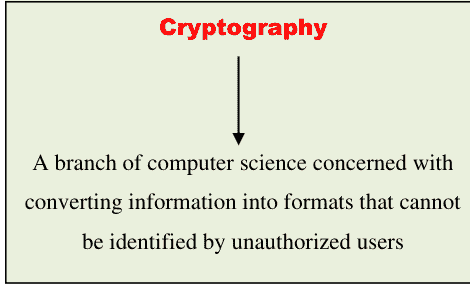 Cryptography
A branch of computer science concerned with
converting information into formats that cannot
be identified by unauthorized users